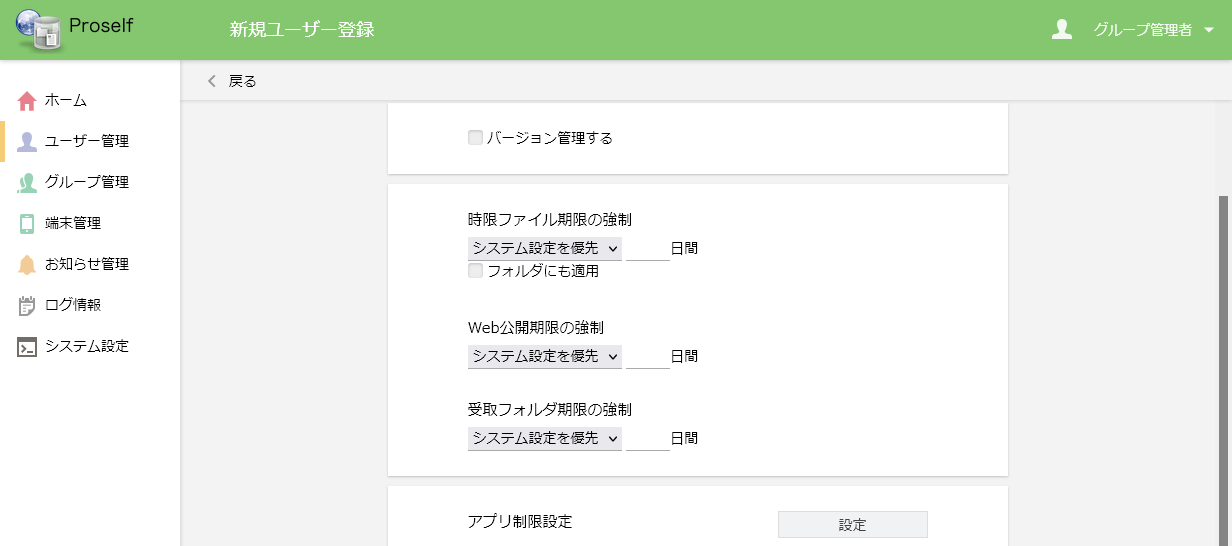 Proself
新規ユーザー登録
グループ管理者
戻る
ホーム
ユーザー管理
グループ管理
端末管理
お知らせ管理
ログ情報
システム設定
バージョン管理する
時限ファイル期限の強制
システム設定を優先 日間
フォルダにも適用
Web公開期限の強制
システム設定を優先 日間
受取フォルダ期限の強制
システム設定を優先 日間
アプリ制限設定 設定